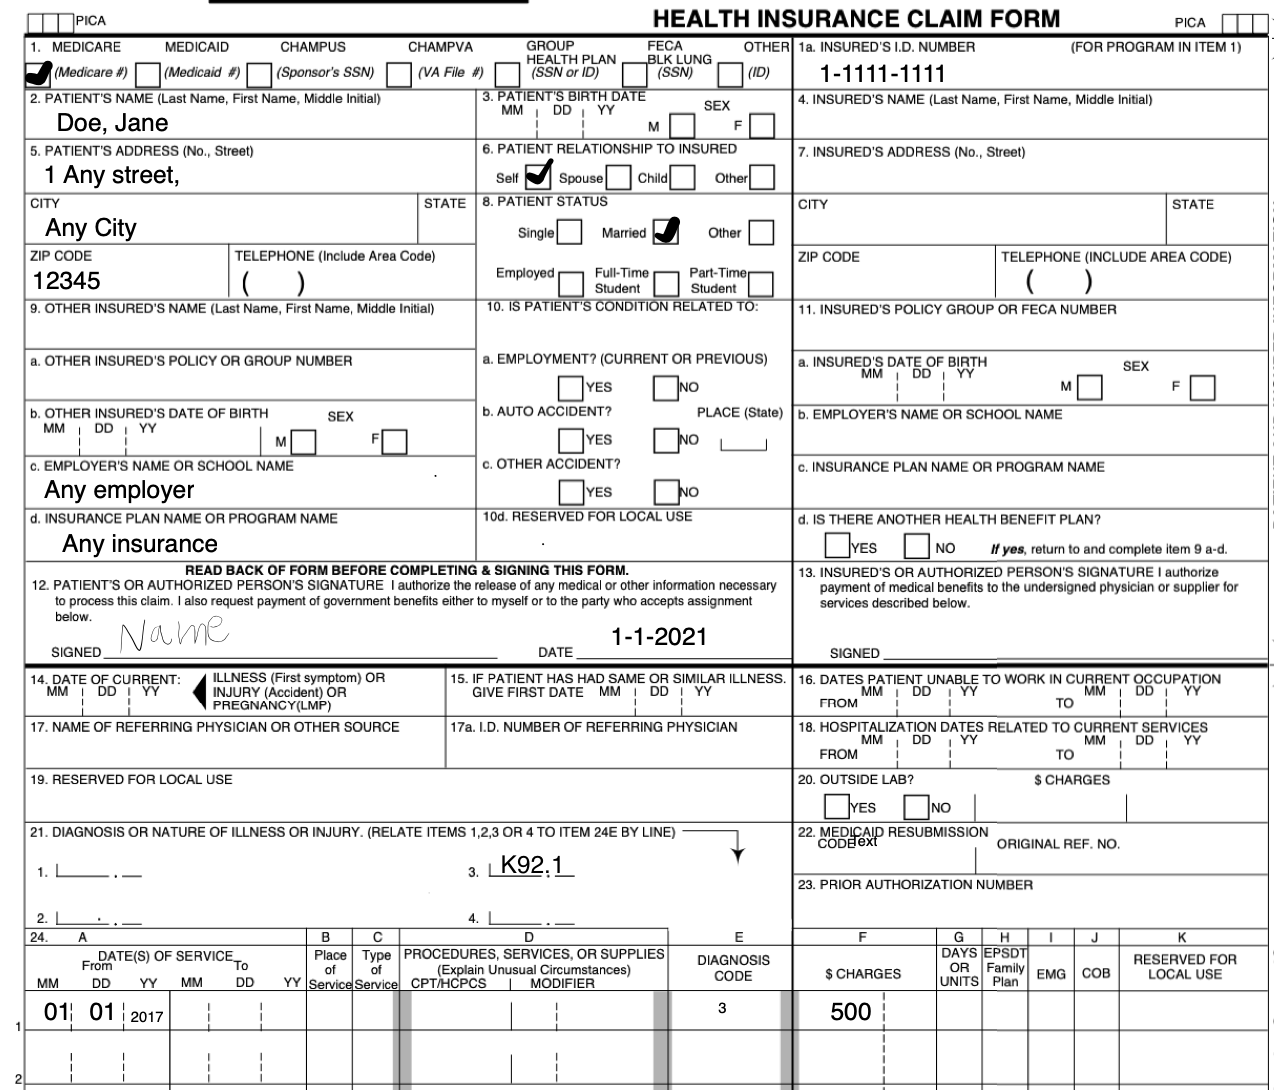 PICA
HEALTH INSURANCE CLAIM FORM
PICA
1. MEDICARE MEDICAID CHAMPUS CHAMPVA GROUP HEALTH PLAN FECA BLK LUNG OTHER
(Medicare #) (Medicaid #) (Sponsor's SSN) (VA File #) (SSN or ID) (SSN) (ID)
1a. INSURED'S I.D. NUMBER (FOR PROGRAM IN ITEM 1)
1-1111-1111
2. PATIENT'S NAME (Last Name, First Name, Middle Initial)
Doe, Jane
3. PATIENT'S BIRTH DATE SEX
MM DD YY M F
4. INSURED'S NAME (Last Name, First Name, Middle Initial)
5. PATIENT'S ADDRESS (No., Street)
1 Any street,
6. PATIENT RELATIONSHIP TO INSURED
Self Spouse Child Other
7. INSURED'S ADDRESS (No., Street)
CITY STATE
Any City
8. PATIENT STATUS
Single Married Other
CITY STATE
ZIP CODE TELEPHONE (Include Area Code)
12345 ( )
Employed Full-Time Student Part-Time Student
ZIP CODE TELEPHONE (INCLUDE AREA CODE)
( )
9. OTHER INSURED'S NAME (Last Name, First Name, Middle Initial)
10. IS PATIENT'S CONDITION RELATED TO:
11. INSURED'S POLICY GROUP OR FECA NUMBER
a. OTHER INSURED'S POLICY OR GROUP NUMBER
a. EMPLOYMENT? (CURRENT OR PREVIOUS)
YES NO
a. INSURED'S DATE OF BIRTH SEX
MM DD YY M F
b. OTHER INSURED'S DATE OF BIRTH SEX
MM DD YY M F
b. AUTO ACCIDENT? PLACE (State)
YES NO
b. EMPLOYER'S NAME OR SCHOOL NAME
c. EMPLOYER'S NAME OR SCHOOL NAME
Any employer
c. OTHER ACCIDENT?
YES NO
c. INSURANCE PLAN NAME OR PROGRAM NAME
d. INSURANCE PLAN NAME OR PROGRAM NAME
Any insurance
10d. RESERVED FOR LOCAL USE
d. IS THERE ANOTHER HEALTH BENEFIT PLAN?
YES NO If yes, return to and complete item 9 a-d.
READ BACK OF FORM BEFORE COMPLETING & SIGNING THIS FORM.
12. PATIENT'S OR AUTHORIZED PERSON'S SIGNATURE I authorize the release of any medical or other information necessary
to process this claim. I also request payment of government benefits either to myself or to the party who accepts assignment
below.
Name
1-1-2021
SIGNED DATE
13. INSURED'S OR AUTHORIZED PERSON'S SIGNATURE I authorize
payment of medical benefits to the undersigned physician or supplier for
services described below.
SIGNED
14. DATE OF CURRENT:
MM DD YY
ILLNESS (First symptom) OR
INJURY (Accident) OR
PREGNANCY(LMP)
15. IF PATIENT HAS HAD SAME OR SIMILAR ILLNESS.
GIVE FIRST DATE MM DD YY
16. DATES PATIENT UNABLE TO WORK IN CURRENT OCCUPATION
MM DD YY MM DD YY
FROM TO
17. NAME OF REFERRING PHYSICIAN OR OTHER SOURCE
17a. I.D. NUMBER OF REFERRING PHYSICIAN
18. HOSPITALIZATION DATES RELATED TO CURRENT SERVICES
MM DD YY MM DD YY
FROM TO
19. RESERVED FOR LOCAL USE
20. OUTSIDE LAB? $ CHARGES
YES NO
21. DIAGNOSIS OR NATURE OF ILLNESS OR INJURY. (RELATE ITEMS 1,2,3 OR 4 TO ITEM 24E BY LINE)
1. . 3. K92.1
2. . 4. .
22. MEDICAID RESUBMISSION
CODE Text ORIGINAL REF. NO.
23. PRIOR AUTHORIZATION NUMBER
24. A B C D E F G H I J K
DATE(S) OF SERVICE
From To
MM DD YY MM DD YY
Place of Service
Type of Service
PROCEDURES, SERVICES, OR SUPPLIES
(Explain Unusual Circumstances)
CPT/HCPCS | MODIFIER
DIAGNOSIS CODE
$ CHARGES
DAYS OR UNITS
EPSDT Family Plan
EMG
COB
RESERVED FOR LOCAL USE
1 01 01 2017 3 500
2